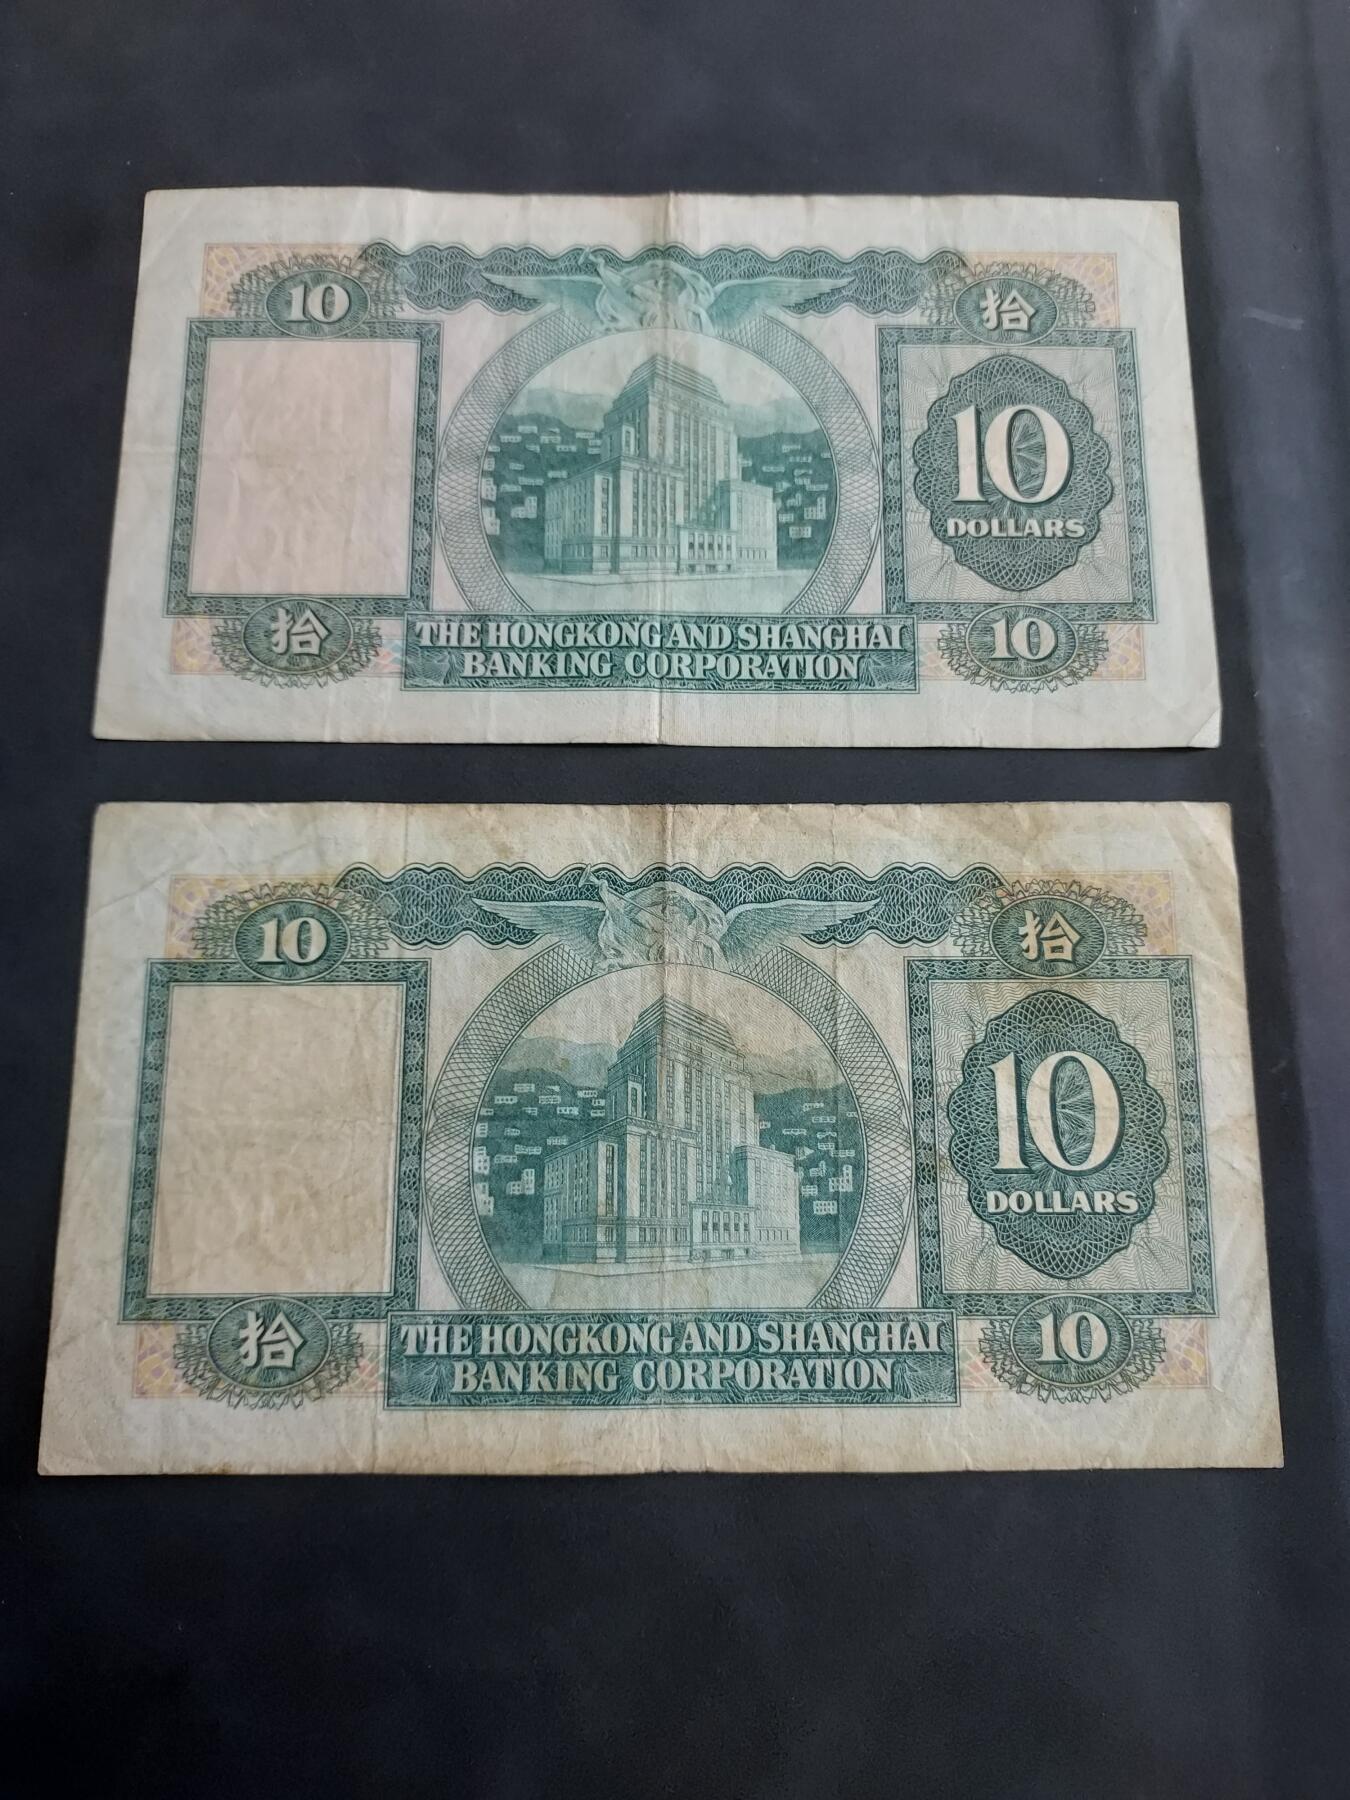 10 拾
10
DOLLARS
拾 THE HONGKONG AND SHANGHAI 10
BANKING CORPORATION
10 拾
10
DOLLARS
拾 THE HONGKONG AND SHANGHAI 10
BANKING CORPORATION